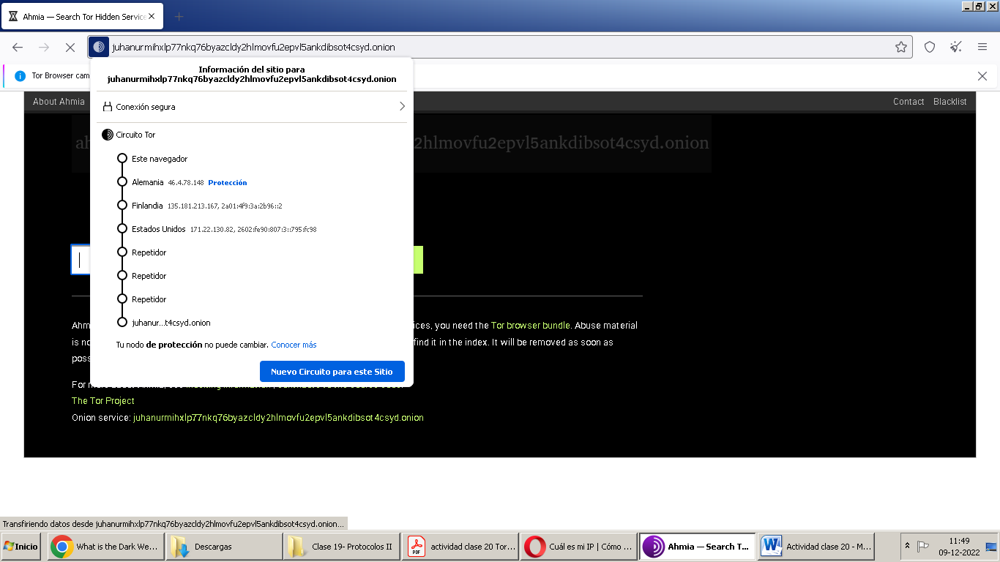 Ahmia — Search Tor Hidden Service
juhanurmihxlp77nkq76byazcldy2hlmovfu2epvl5ankdibsot4csyd.onion
Tor Browser cam
Información del sitio para
juhanurmihxlp77nkq76byazcldy2hlmovfu2epvl5ankdibsot4csyd.onion
About Ahmia
Contact Blacklist
Conexión segura
ah
2hlmovfu2epvl5ankdibsot4csyd.onion
Circuito Tor
Este navegador
Alemania 46.4.78.148 Protección
Finlandia 135.181.213.167, 2a01:4f9:3a:2b96::2
Estados Unidos 171.22.130.82, 2602:fe90:807:3::795:fc98
Repetidor
Repetidor
Repetidor
juhanur…t4csyd.onion
Tu nodo de protección no puede cambiar. Conocer más
Nuevo Circuito para este Sitio
Ahm
ices, you need the Tor browser bundle. Abuse material
is no
find it in the index. It will be removed as soon as
poss
The Tor Project
Onion service: juhanurmihxlp77nkq76byazcldy2hlmovfu2epvl5ankdibsot4csyd.onion
Transfiriendo datos desde juhanurmihxlp77nkq76byazcldy2hlmovfu2epvl5ankdibsot4csyd.onion...
Inicio
What is the Dark We...
Descargas
Clase 19- Protocolos II
PDF
actividad clase 20 Tor...
Cuál es mi IP | Cómo ...
Ahmia — Search T...
Actividad clase 20 - M...
11:49
09-12-2022